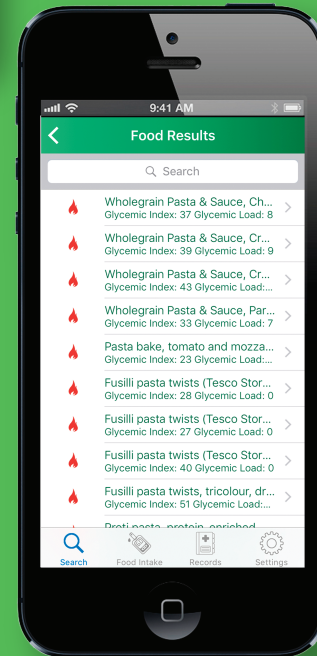 9:41 AM
Food Results
Search
Wholegrain Pasta & Sauce, Ch...
Glycemic Index: 37 Glycemic Load: 8
Wholegrain Pasta & Sauce, Cr...
Glycemic Index: 39 Glycemic Load: 9
Wholegrain Pasta & Sauce, Cr...
Glycemic Index: 43 Glycemic Load:...
Wholegrain Pasta & Sauce, Par...
Glycemic Index: 33 Glycemic Load: 7
Pasta bake, tomato and mozza...
Glycemic Index: 23 Glycemic Load:...
Fusilli pasta twists (Tesco Stor...
Glycemic Index: 28 Glycemic Load: 0
Fusilli pasta twists (Tesco Stor...
Glycemic Index: 27 Glycemic Load: 0
Fusilli pasta twists (Tesco Stor...
Glycemic Index: 40 Glycemic Load: 0
Fusilli pasta twists, tricolour, dr...
Glycemic Index: 51 Glycemic Load:...
Proti pasta, protein-enriched
Search Food Intake Records Settings